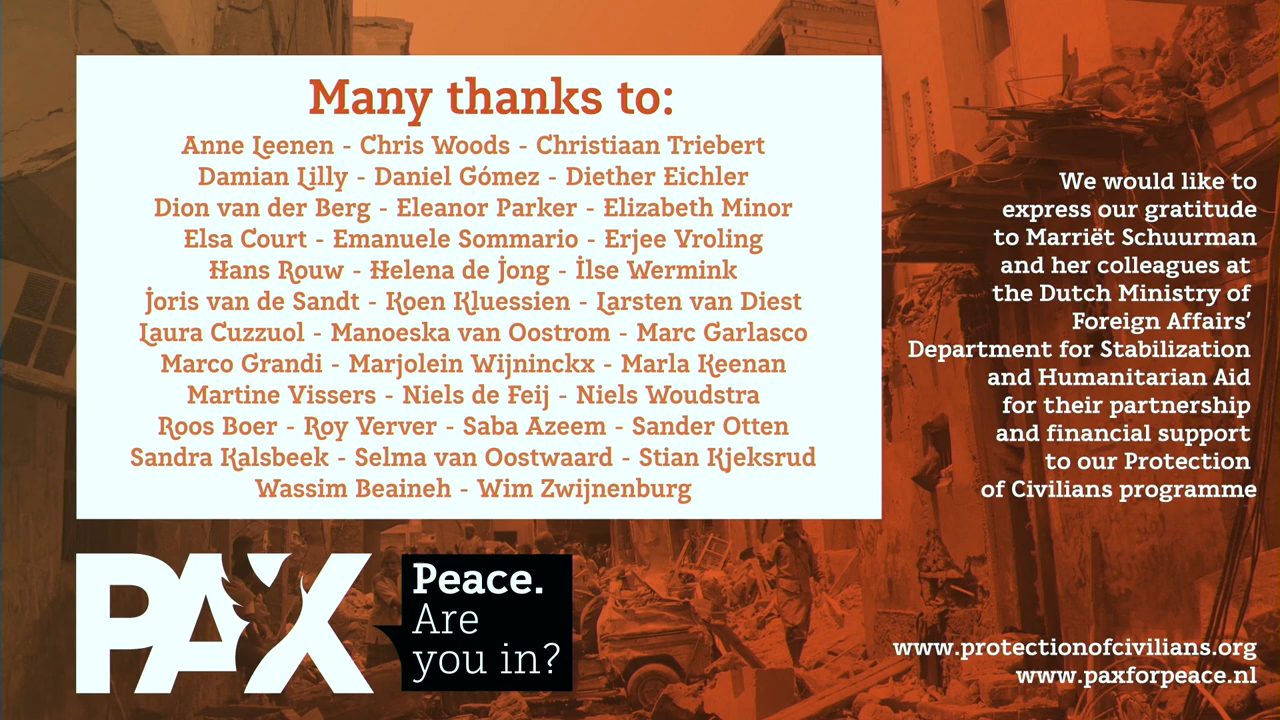 Many thanks to:
Anne Leenen - Chris Woods - Christiaan Triebert
Damian Lilly - Daniel Gómez - Diether Eichler
Dion van der Berg - Eleanor Parker - Elizabeth Minor
Elsa Court - Emanuele Sommario - Erjee Vroling
Hans Rouw - Helena de Jong - Ilse Wermink
Joris van de Sandt - Koen Kluessien - Larsten van Diest
Laura Cuzzuol - Manoeska van Oostrom - Marc Garlasco
Marco Grandi - Marjolein Wijninckx - Marla Keenan
Martine Vissers - Niels de Feij - Niels Woudstra
Roos Boer - Roy Verver - Saba Azeem - Sander Otten
Sandra Kalsbeek - Selma van Oostwaard - Stian Kjeksrud
Wassim Beaineh - Wim Zwijnenburg
We would like to
express our gratitude
to Marriët Schuurman
and her colleagues at
the Dutch Ministry of
Foreign Affairs'
Department for Stabilization
and Humanitarian Aid
for their partnership
and financial support
to our Protection
of Civilians programme
PAX
Peace.
Are
you in?
www.protectionofcivilians.org
www.paxforpeace.nl